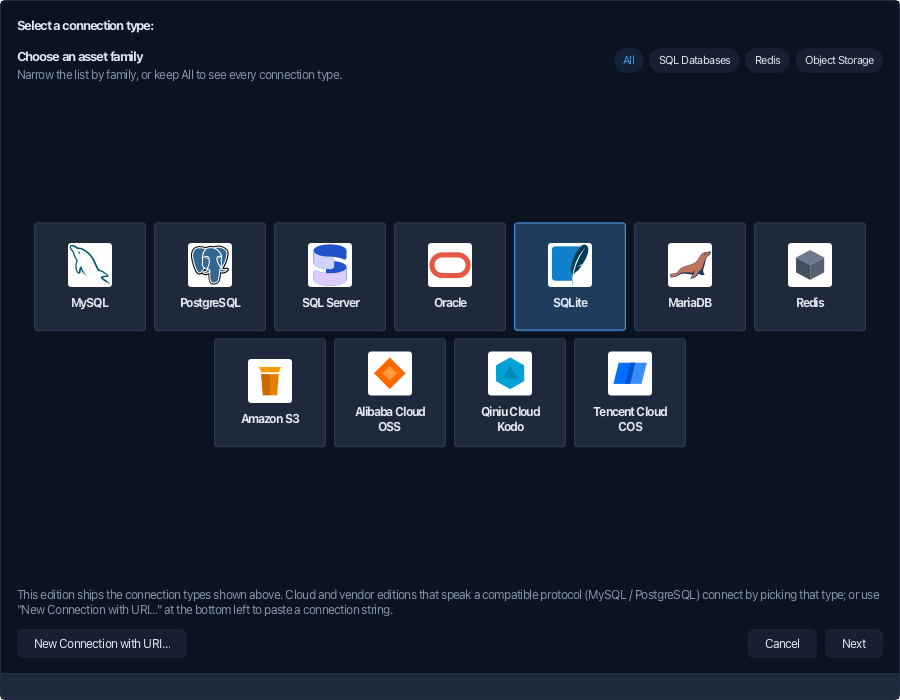 Select a connection type:
Choose an asset family
Narrow the list by family, or keep All to see every connection type.
All
SQL Databases
Redis
Object Storage
MySQL
PostgreSQL
SQL Server
Oracle
SQLite
MariaDB
Redis
Amazon S3
Alibaba Cloud
OSS
Qiniu Cloud
Kodo
Tencent Cloud
COS
This edition ships the connection types shown above. Cloud and vendor editions that speak a compatible protocol (MySQL / PostgreSQL) connect by picking that type; or use
"New Connection with URI..." at the bottom left to paste a connection string.
New Connection with URI...
Cancel
Next